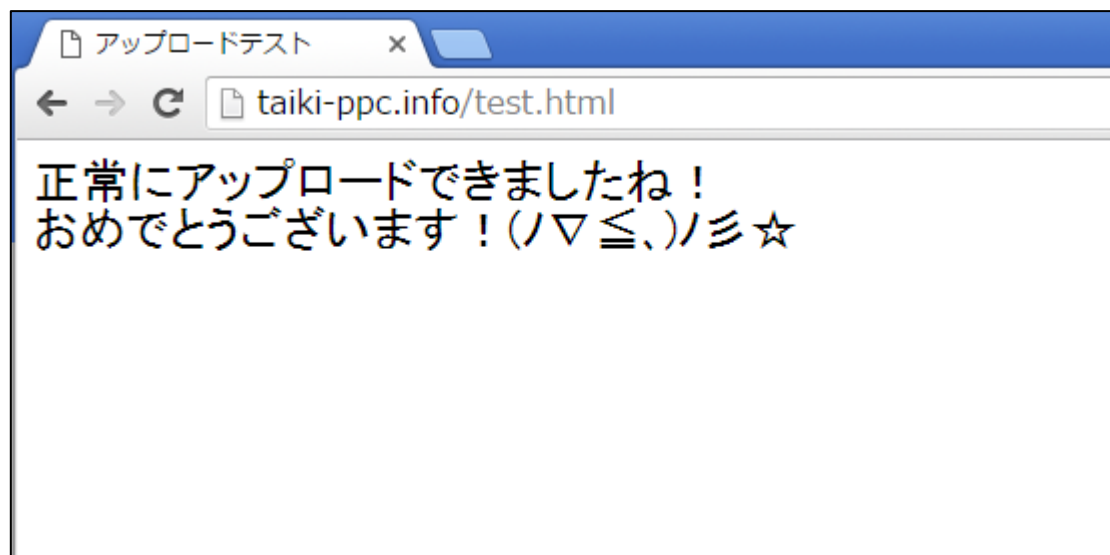 アップロードテスト
taiki-ppc.info/test.html
正常にアップロードできましたね！
おめでとうございます！(ﾉ▽≦､)ﾉ彡☆